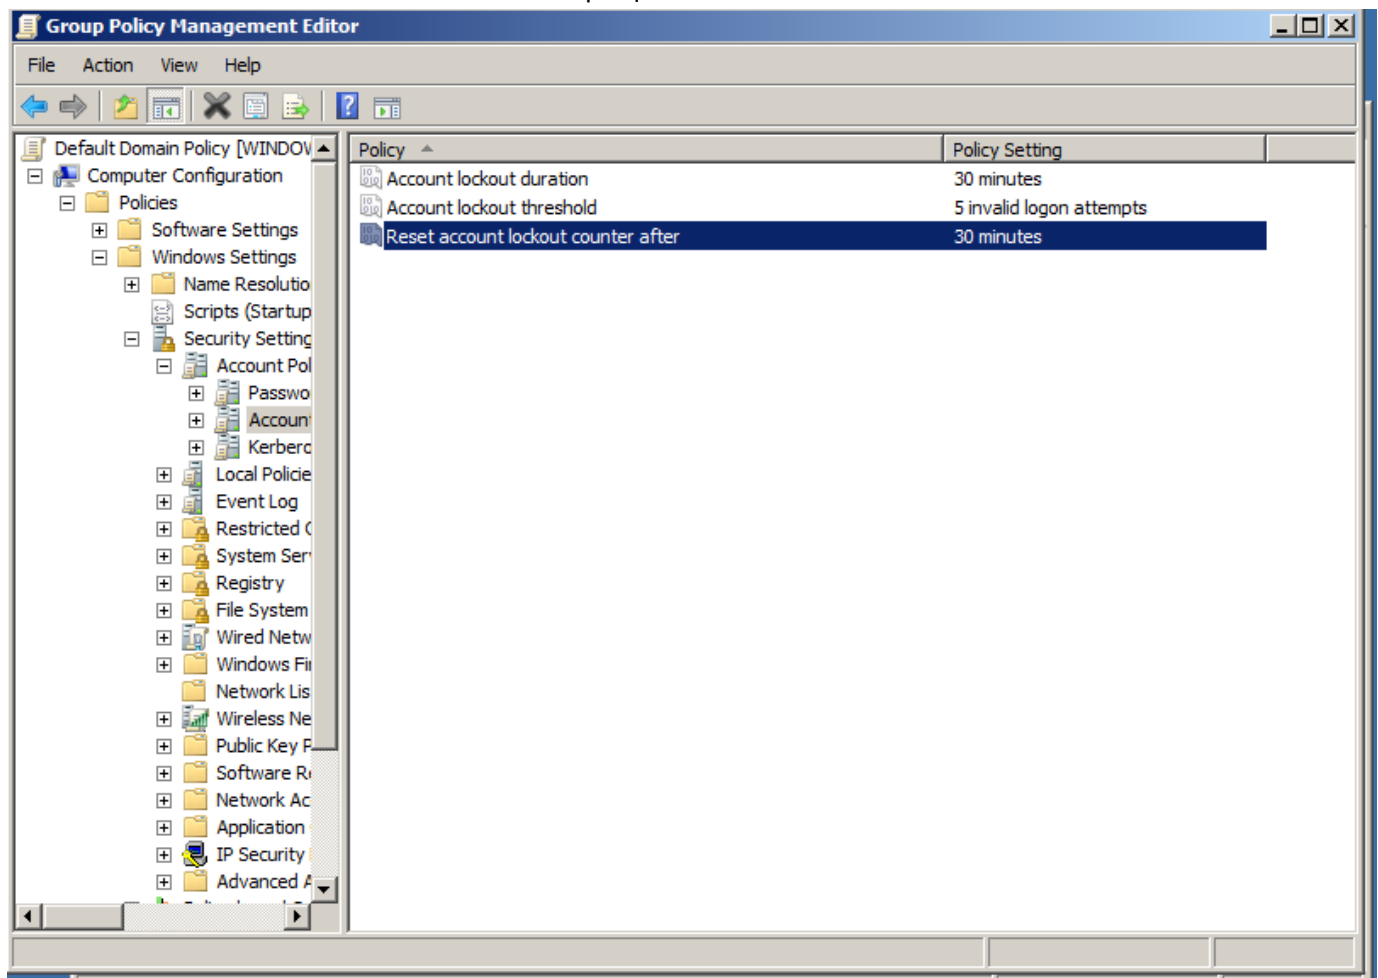 Group Policy Management Editor
File Action View Help
Default Domain Policy [WINDOW
Computer Configuration
Policies
Software Settings
Windows Settings
Name Resolutio
Scripts (Startup
Security Setting
Account Pol
Passwo
Account
Kerbero
Local Policie
Event Log
Restricted
System Ser
Registry
File System
Wired Netw
Windows Fi
Network Lis
Wireless Ne
Public Key P
Software R
Network Ac
Application
IP Security
Advanced A
Policy Policy Setting
Account lockout duration 30 minutes
Account lockout threshold 5 invalid logon attempts
Reset account lockout counter after 30 minutes